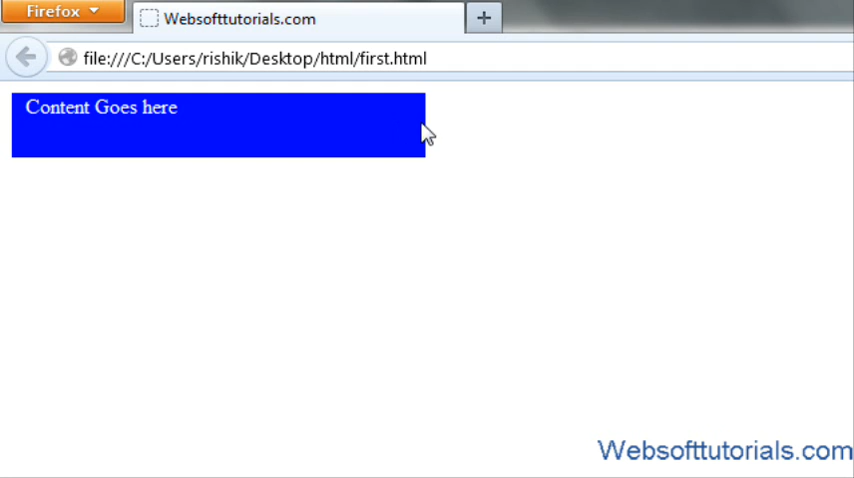 Firefox
Websofttutorials.com
file:///C:/Users/rishik/Desktop/html/first.html
Content Goes here
Websofttutorials.com